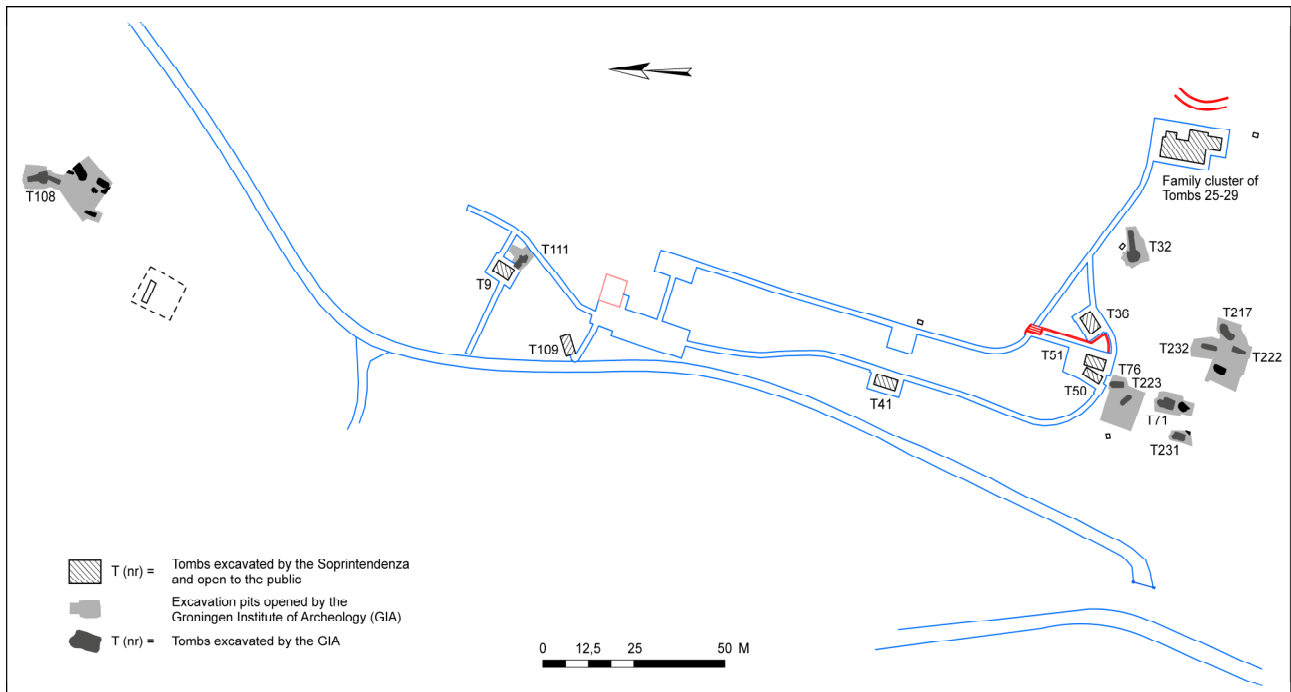 Family cluster of
Tombs 25-29
T108
T32
T111
T9
T36
T217
T109
T51
T232
T222
T76
T223
T50
T41
T71
T231
T (nr) = Tombs excavated by the Soprintendenza
and open to the public
Excavation pits opened by the
Groningen Institute of Archeology (GIA)
T (nr) = Tombs excavated by the GIA
0 12,5 25 50 M